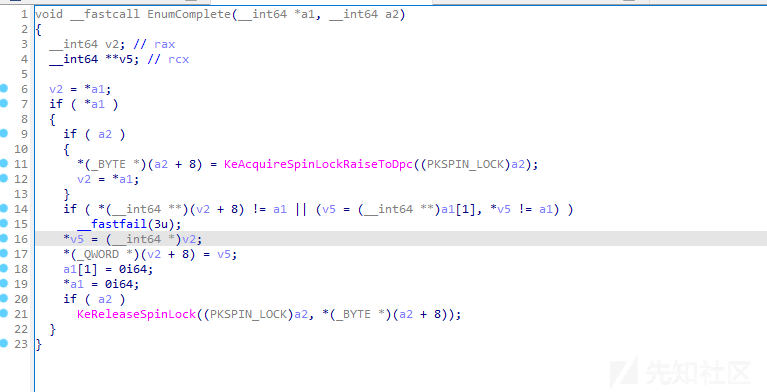 1 void __fastcall EnumComplete(__int64 *a1, __int64 a2)
2 {
3   __int64 v2; // rax
4   __int64 **v5; // rcx
5
6   v2 = *a1;
7   if ( *a1 )
8   {
9     if ( a2 )
10     {
11       *(_BYTE *)(a2 + 8) = KeAcquireSpinLockRaiseToDpc((PKSPIN_LOCK)a2);
12       v2 = *a1;
13     }
14     if ( *(__int64 **)(v2 + 8) != a1 || (v5 = (__int64 **)a1[1], *v5 != a1) )
15       __fastfail(3u);
16     *v5 = (__int64 *)v2;
17     *(_QWORD *)(v2 + 8) = v5;
18     a1[1] = 0i64;
19     *a1 = 0i64;
20     if ( a2 )
21       KeReleaseSpinLock((PKSPIN_LOCK)a2, *(_BYTE *)(a2 + 8));
22   }
23 }
先知社区